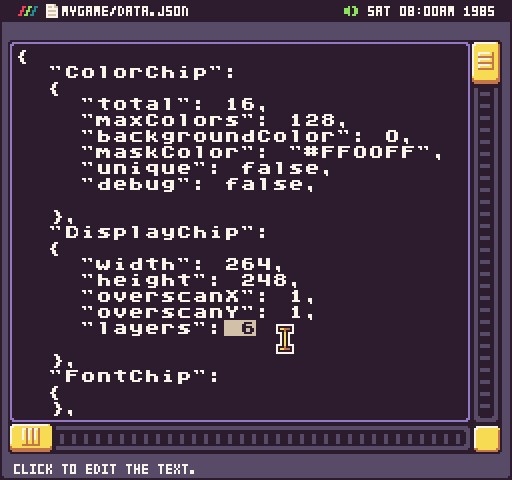 MYGAME/DATA.JSON SAT 08:00AM 1985
{
"ColorChip":
{
"total": 16,
"maxColors": 128,
"backgroundColor": 0,
"maskColor": "#FF00FF",
"unique": false,
"debug": false,
},
"DisplayChip":
{
"width": 264,
"height": 248,
"overscanX": 1,
"overscanY": 1,
"layers": 6
},
"FontChip":
{
},
CLICK TO EDIT THE TEXT.